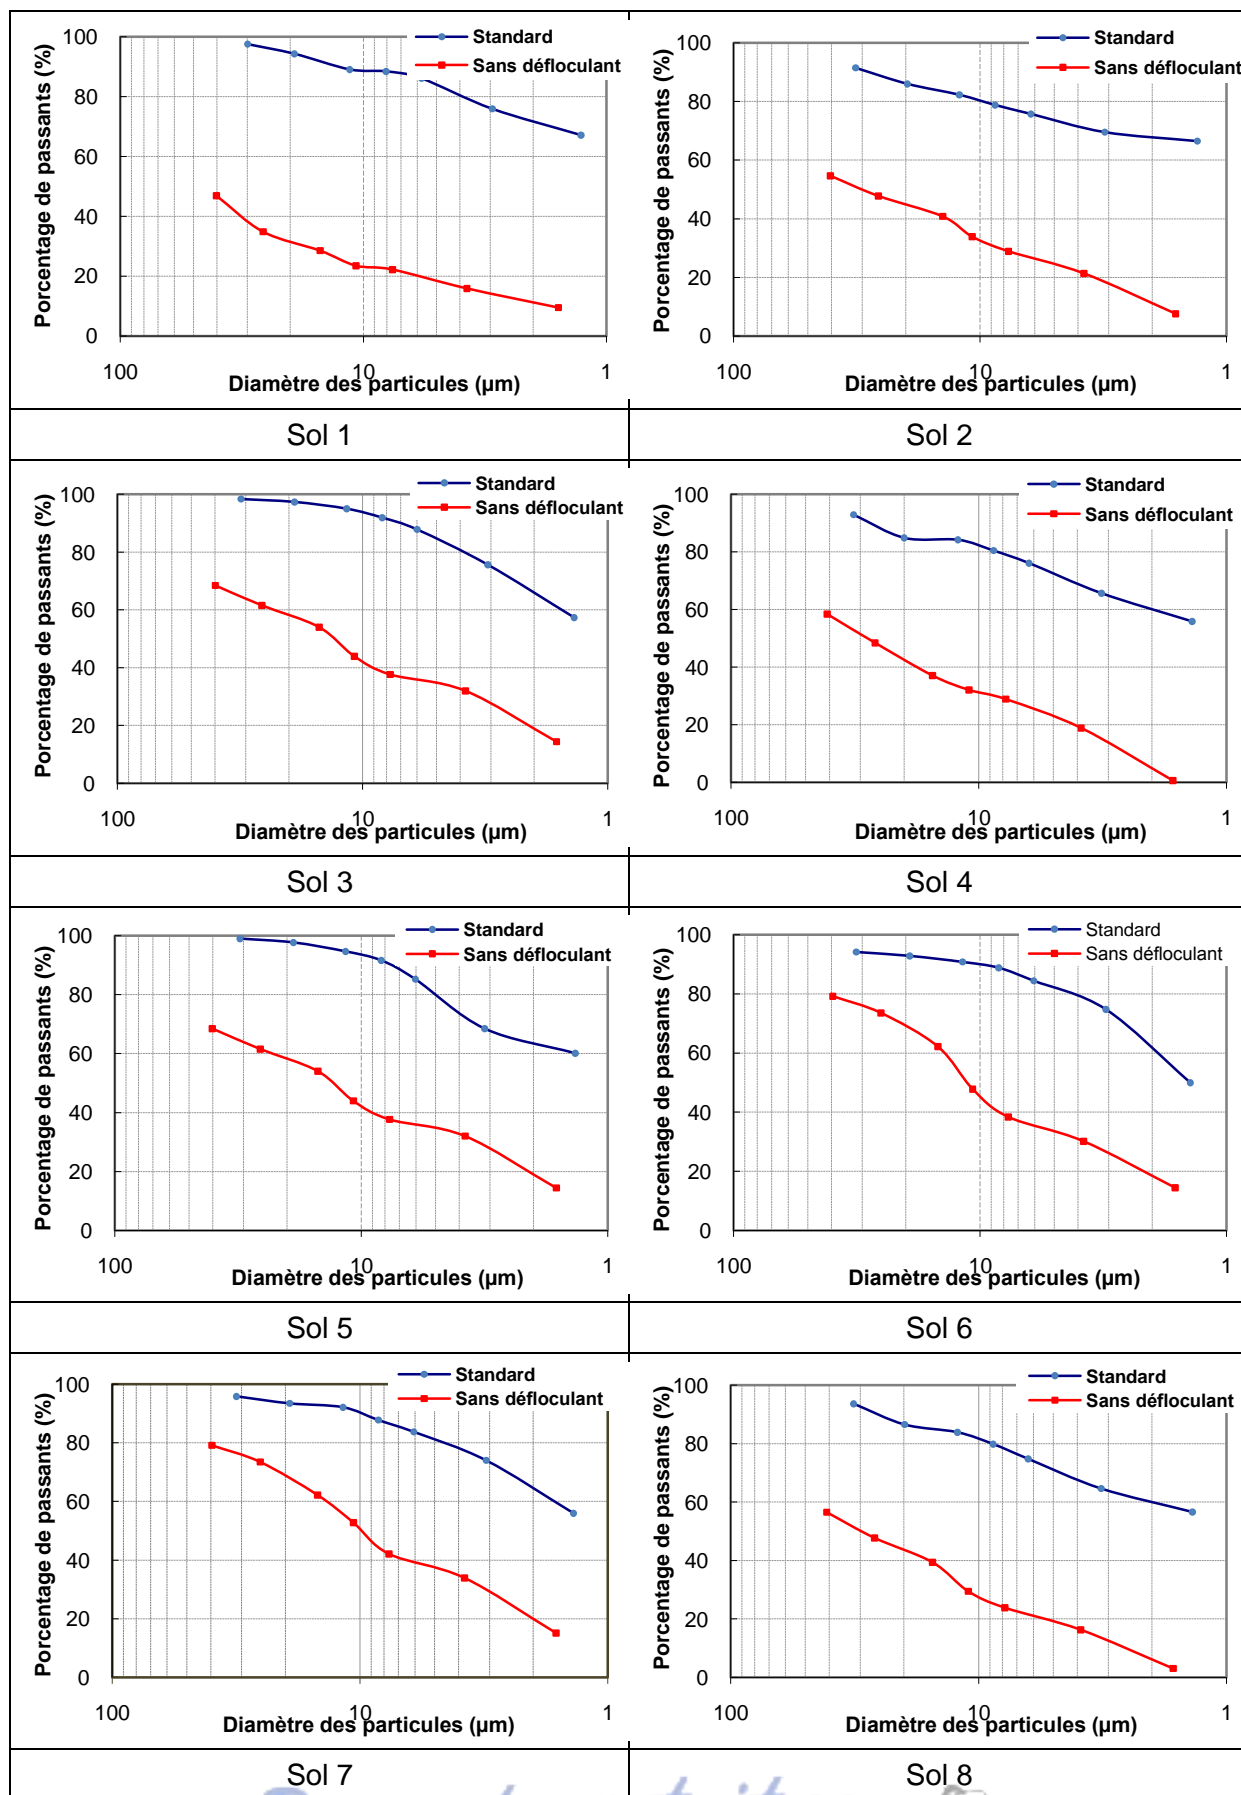 Standard
Sans défloculant
Porcentage de passants (%)
100
80
60
40
20
0
100
10
1
Diamètre des particules (µm)
Sol 1
Standard
Sans défloculant
Porcentage de passants (%)
100
80
60
40
20
0
100
10
1
Diamètre des particules (µm)
Sol 2
Standard
Sans défloculant
Porcentage de passants (%)
100
80
60
40
20
0
100
10
1
Diamètre des particules (µm)
Sol 3
Standard
Sans défloculant
Porcentage de passants (%)
100
80
60
40
20
0
100
10
1
Diamètre des particules (µm)
Sol 4
Standard
Sans défloculant
Porcentage de passants (%)
100
80
60
40
20
0
100
10
1
Diamètre des particules (µm)
Sol 5
Standard
Sans défloculant
Porcentage de passants (%)
100
80
60
40
20
0
100
10
1
Diamètre des particules (µm)
Sol 6
Standard
Sans défloculant
Porcentage de passants (%)
100
80
60
40
20
0
100
10
1
Diamètre des particules (µm)
Sol 7
Standard
Sans défloculant
Porcentage de passants (%)
100
80
60
40
20
0
100
10
1
Diamètre des particules (µm)
Sol 8